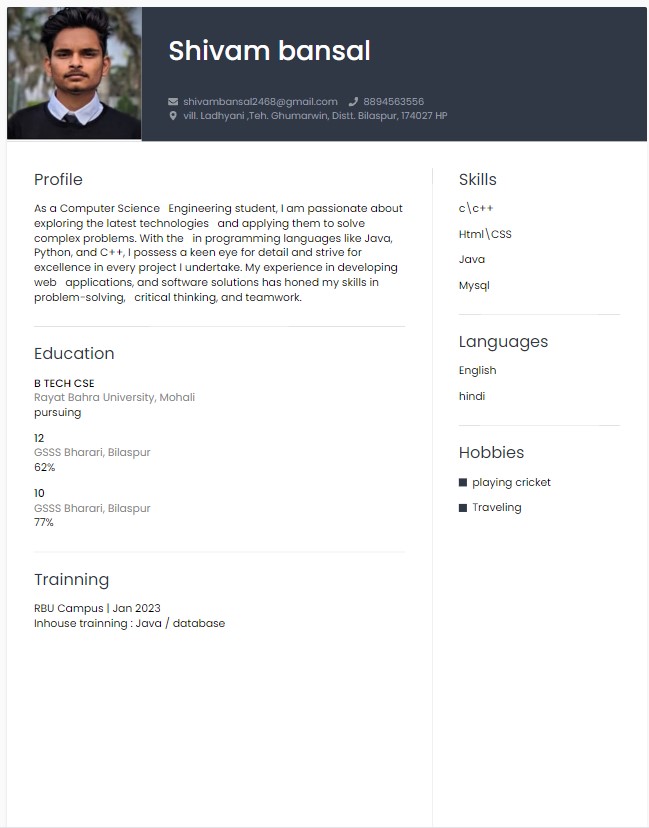 Shivam bansal
shivambansal2468@gmail.com 8894563556
vill. Ladhyani ,Teh. Ghumarwin, Distt. Bilaspur, 174027 HP
Profile
As a Computer Science Engineering student, I am passionate about
exploring the latest technologies and applying them to solve
complex problems. With the in programming languages like Java,
Python, and C++, I possess a keen eye for detail and strive for
excellence in every project I undertake. My experience in developing
web applications, and software solutions has honed my skills in
problem-solving, critical thinking, and teamwork.
Education
B TECH CSE
Rayat Bahra University, Mohali
pursuing
12
GSSS Bharari, Bilaspur
62%
10
GSSS Bharari, Bilaspur
77%
Trainning
RBU Campus | Jan 2023
Inhouse trainning : Java / database
Skills
c\c++
Html\CSS
Java
Mysql
Languages
English
hindi
Hobbies
playing cricket
Traveling